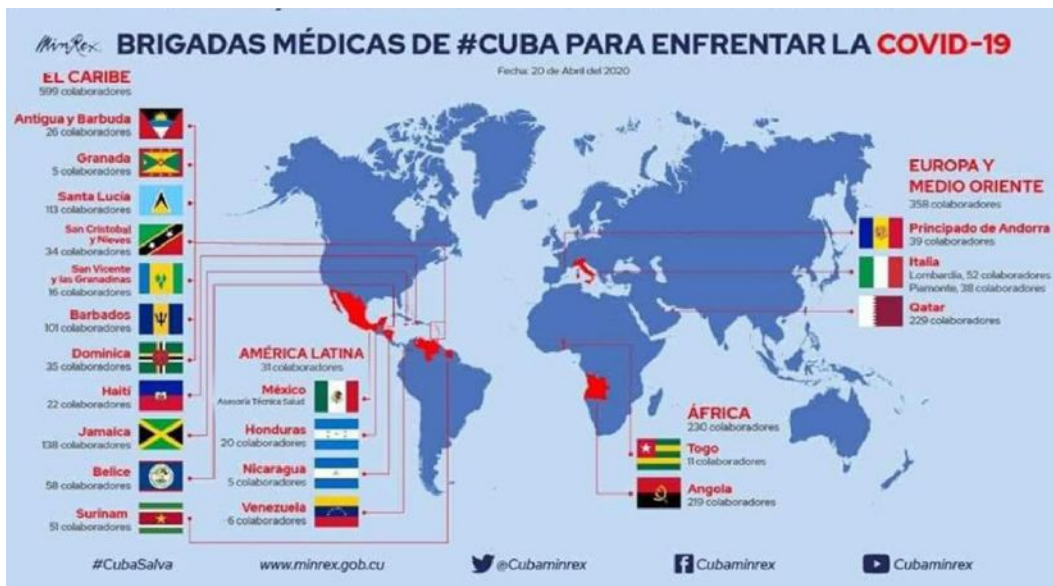 MinRex
BRIGADAS MÉDICAS DE #CUBA PARA ENFRENTAR LA COVID-19
Fecha: 20 de Abril del 2020
EL CARIBE
599 colaboradores
Antigua y Barbuda
26 colaboradores
Granada
5 colaboradores
Santa Lucía
113 colaboradores
San Cristobal
y Nieves
34 colaboradores
San Vicente
y las Granadinas
16 colaboradores
Barbados
101 colaboradores
Dominica
35 colaboradores
Haití
22 colaboradores
Jamaica
138 colaboradores
Belice
58 colaboradores
Surinam
51 colaboradores
AMÉRICA LATINA
31 colaboradores
México
Asesoría Técnica Salud
Honduras
20 colaboradores
Nicaragua
5 colaboradores
Venezuela
6 colaboradores
EUROPA Y
MEDIO ORIENTE
358 colaboradores
Principado de Andorra
39 colaboradores
Italia
Lombardía, 52 colaboradores
Piamonte, 38 colaboradores
Qatar
229 colaboradores
ÁFRICA
230 colaboradores
Togo
11 colaboradores
Angola
219 colaboradores
#CubaSalva
www.minrex.gob.cu
@Cubaminrex
Cubaminrex
Cubaminrex